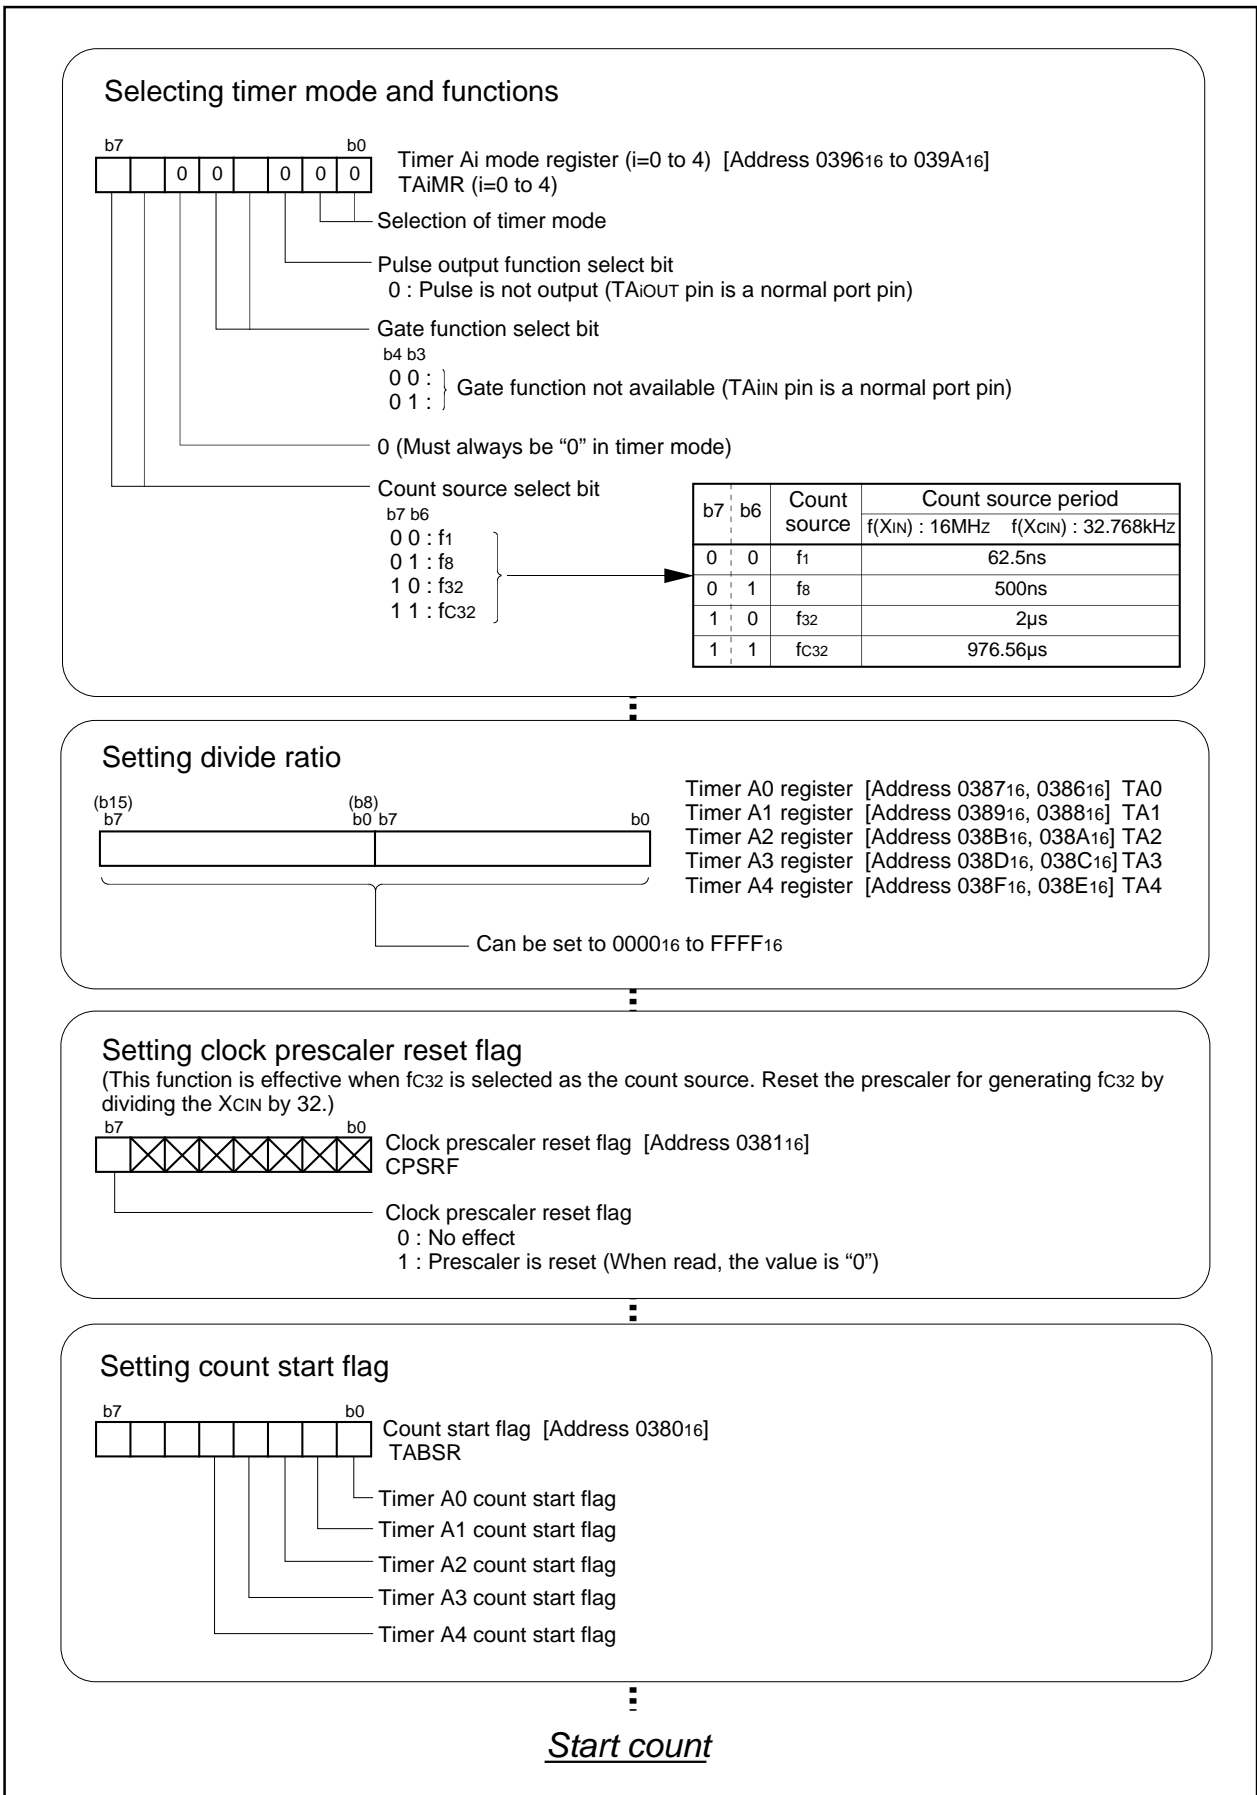 Selecting timer mode and functions
b7 b0
0 0 0 0 0
Timer Ai mode register (i=0 to 4) [Address 039616 to 039A16]
TAiMR (i=0 to 4)
Selection of timer mode
Pulse output function select bit
0 : Pulse is not output (TAiOUT pin is a normal port pin)
Gate function select bit
b4 b3
0 0 :
0 1 :
Gate function not available (TAiIN pin is a normal port pin)
0 (Must always be “0” in timer mode)
Count source select bit
b7 b6
0 0 : f1
0 1 : f8
1 0 : f32
1 1 : fC32
b7 b6 Count source Count source period
f(XIN) : 16MHz f(XCIN) : 32.768kHz
0 0 f1 62.5ns
0 1 f8 500ns
1 0 f32 2µs
1 1 fC32 976.56µs
Setting divide ratio
(b15) (b8)
b7 b0 b7 b0
Timer A0 register [Address 038716, 038616] TA0
Timer A1 register [Address 038916, 038816] TA1
Timer A2 register [Address 038B16, 038A16] TA2
Timer A3 register [Address 038D16, 038C16] TA3
Timer A4 register [Address 038F16, 038E16] TA4
Can be set to 000016 to FFFF16
Setting clock prescaler reset flag
(This function is effective when fC32 is selected as the count source. Reset the prescaler for generating fC32 by
dividing the XCIN by 32.)
b7 b0
Clock prescaler reset flag [Address 038116]
CPSRF
Clock prescaler reset flag
0 : No effect
1 : Prescaler is reset (When read, the value is “0”)
Setting count start flag
b7 b0
Count start flag [Address 038016]
TABSR
Timer A0 count start flag
Timer A1 count start flag
Timer A2 count start flag
Timer A3 count start flag
Timer A4 count start flag
Start count